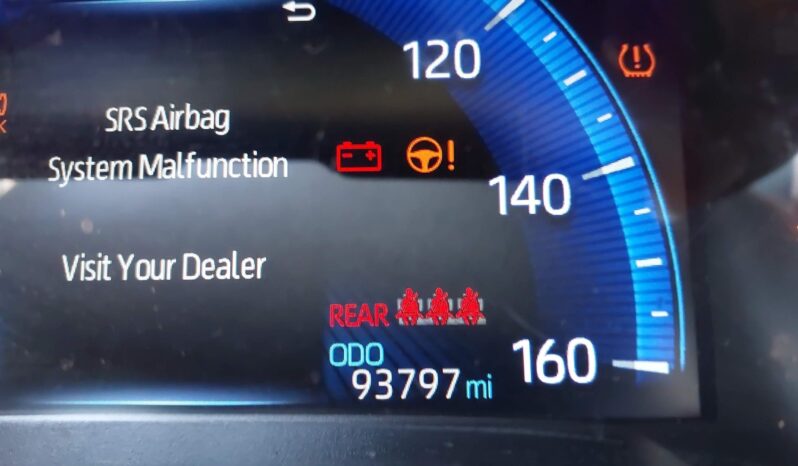 120
SRS Airbag
System Malfunction
140
Visit Your Dealer
REAR
ODO
160
93797 mi